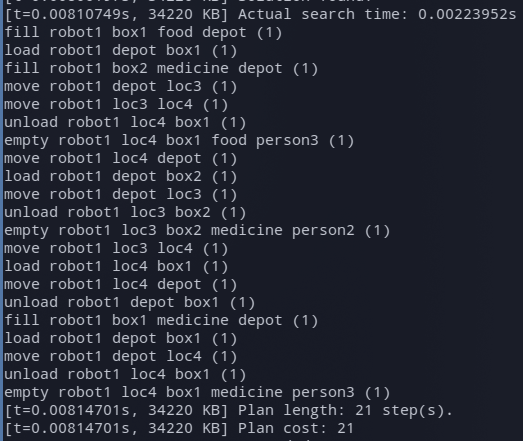 [t=0.00810749s, 34220 KB] Actual search time: 0.00223952s
fill robot1 box1 food depot (1)
load robot1 depot box1 (1)
fill robot1 box2 medicine depot (1)
move robot1 depot loc3 (1)
move robot1 loc3 loc4 (1)
unload robot1 loc4 box1 (1)
empty robot1 loc4 box1 food person3 (1)
move robot1 loc4 depot (1)
load robot1 depot box2 (1)
move robot1 depot loc3 (1)
unload robot1 loc3 box2 (1)
empty robot1 loc3 box2 medicine person2 (1)
move robot1 loc3 loc4 (1)
load robot1 loc4 box1 (1)
move robot1 loc4 depot (1)
unload robot1 depot box1 (1)
fill robot1 box1 medicine depot (1)
load robot1 depot box1 (1)
move robot1 depot loc4 (1)
unload robot1 loc4 box1 (1)
empty robot1 loc4 box1 medicine person3 (1)
[t=0.00814701s, 34220 KB] Plan length: 21 step(s).
[t=0.00814701s, 34220 KB] Plan cost: 21